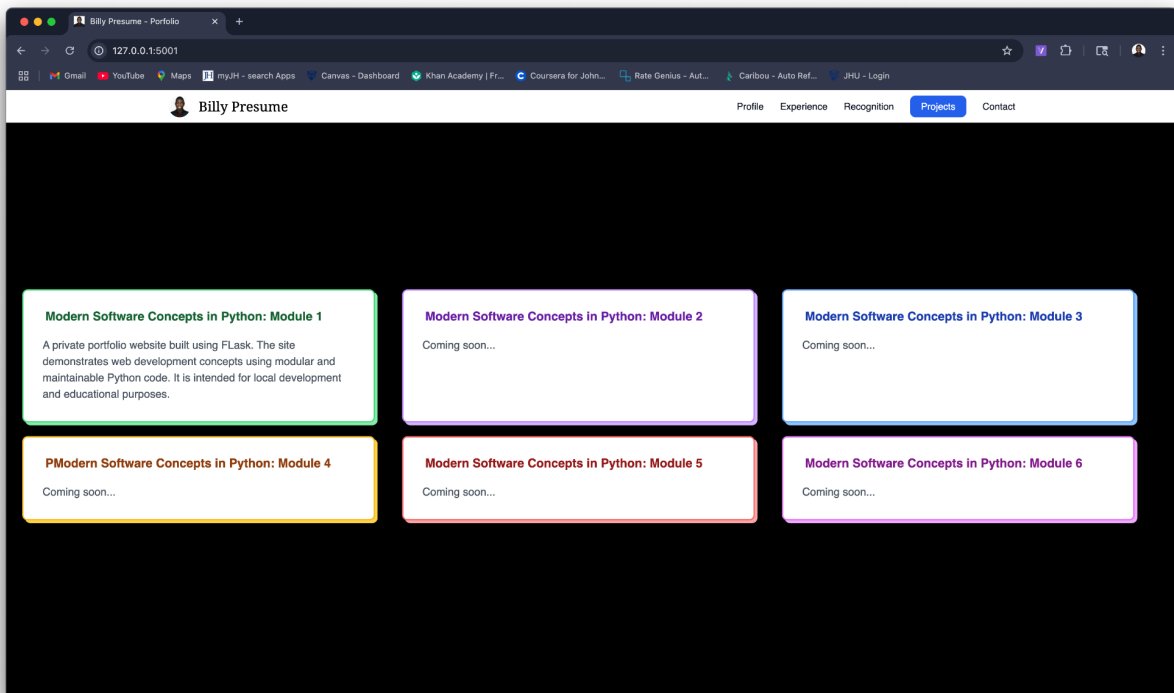 Billy Presume - Porfolio
127.0.0.1:5001
Gmail YouTube Maps myJH - search Apps Canvas - Dashboard Khan Academy | Fr... Coursera for John... Rate Genius - Aut... Caribou - Auto Ref... JHU - Login
Billy Presume Profile Experience Recognition Projects Contact
Modern Software Concepts in Python: Module 1
A private portfolio website built using FLask. The site
demonstrates web development concepts using modular and
maintainable Python code. It is intended for local development
and educational purposes.
Modern Software Concepts in Python: Module 2
Coming soon...
Modern Software Concepts in Python: Module 3
Coming soon...
PModern Software Concepts in Python: Module 4
Coming soon...
Modern Software Concepts in Python: Module 5
Coming soon...
Modern Software Concepts in Python: Module 6
Coming soon...